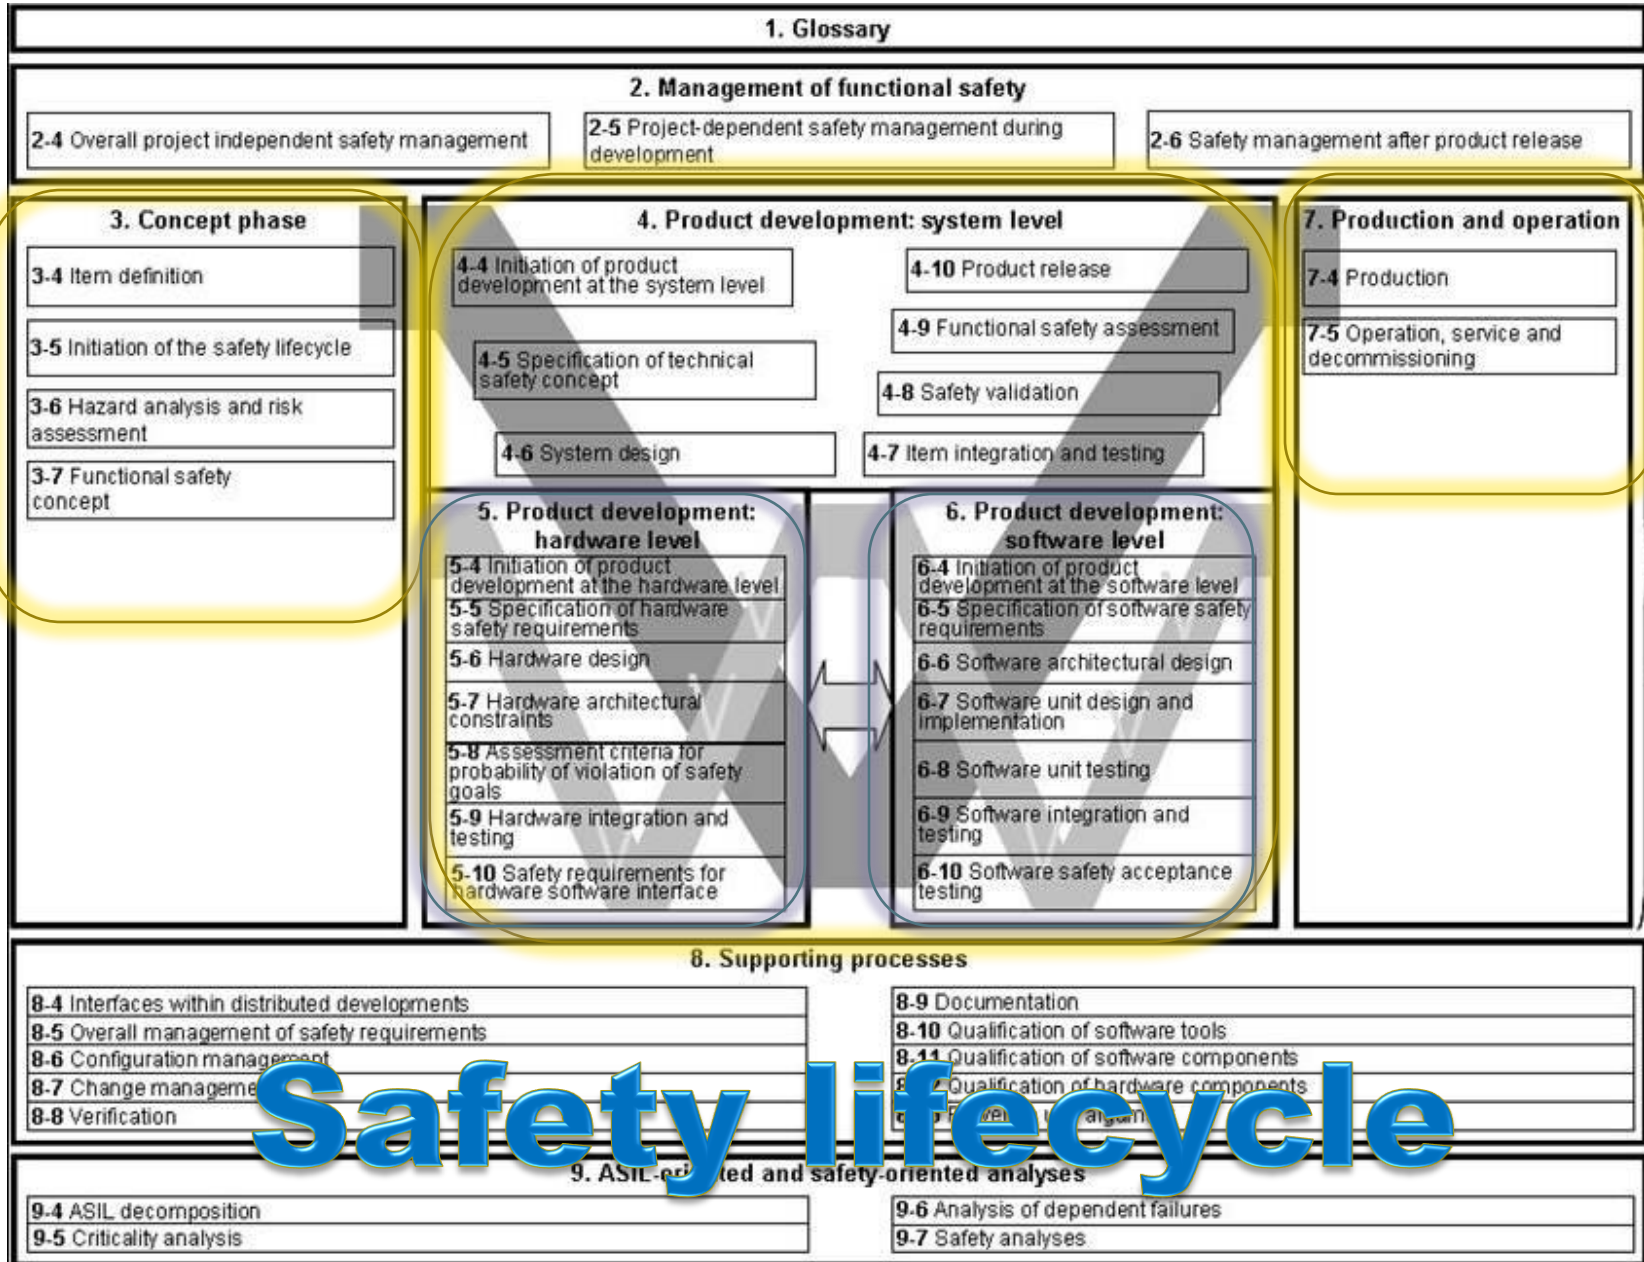 1. Glossary
2. Management of functional safety
2-4 Overall project independent safety management
2-5 Project-dependent safety management during
development
2-6 Safety management after product release
3. Concept phase
3-4 Item definition
3-5 Initiation of the safety lifecycle
3-6 Hazard analysis and risk
assessment
3-7 Functional safety
concept
4. Product development: system level
4-4 Initiation of product
development at the system level
4-5 Specification of technical
safety concept
4-6 System design
4-10 Product release
4-9 Functional safety assessment
4-8 Safety validation
4-7 Item integration and testing
7. Production and operation
7-4 Production
7-5 Operation, service and
decommissioning
5. Product development:
hardware level
5-4 Initiation of product
development at the hardware level
5-5 Specification of hardware
safety requirements
5-6 Hardware design
5-7 Hardware architectural
constraints
5-8 Assessment criteria for
probability of violation of safety
goals
5-9 Hardware integration and
testing
5-10 Safety requirements for
hardware software interface
6. Product development:
software level
6-4 Initiation of product
development at the software level
6-5 Specification of software safety
requirements
6-6 Software architectural design
6-7 Software unit design and
implementation
6-8 Software unit testing
6-9 Software integration and
testing
6-10 Software safety acceptance
testing
8. Supporting processes
8-4 Interfaces within distributed developments
8-5 Overall management of safety requirements
8-6 Configuration management
8-7 Change
8-8 Verification
8-9 Documentation
8-10 Qualification of software tools
8-11 Qualification of software components
Qualification of hardware components
Safety lifecycle
9. and safety-oriented analyses
9-4 ASIL decomposition
9-5 Criticality analysis
9-6 Analysis of dependent failures
9-7 Safety analyses